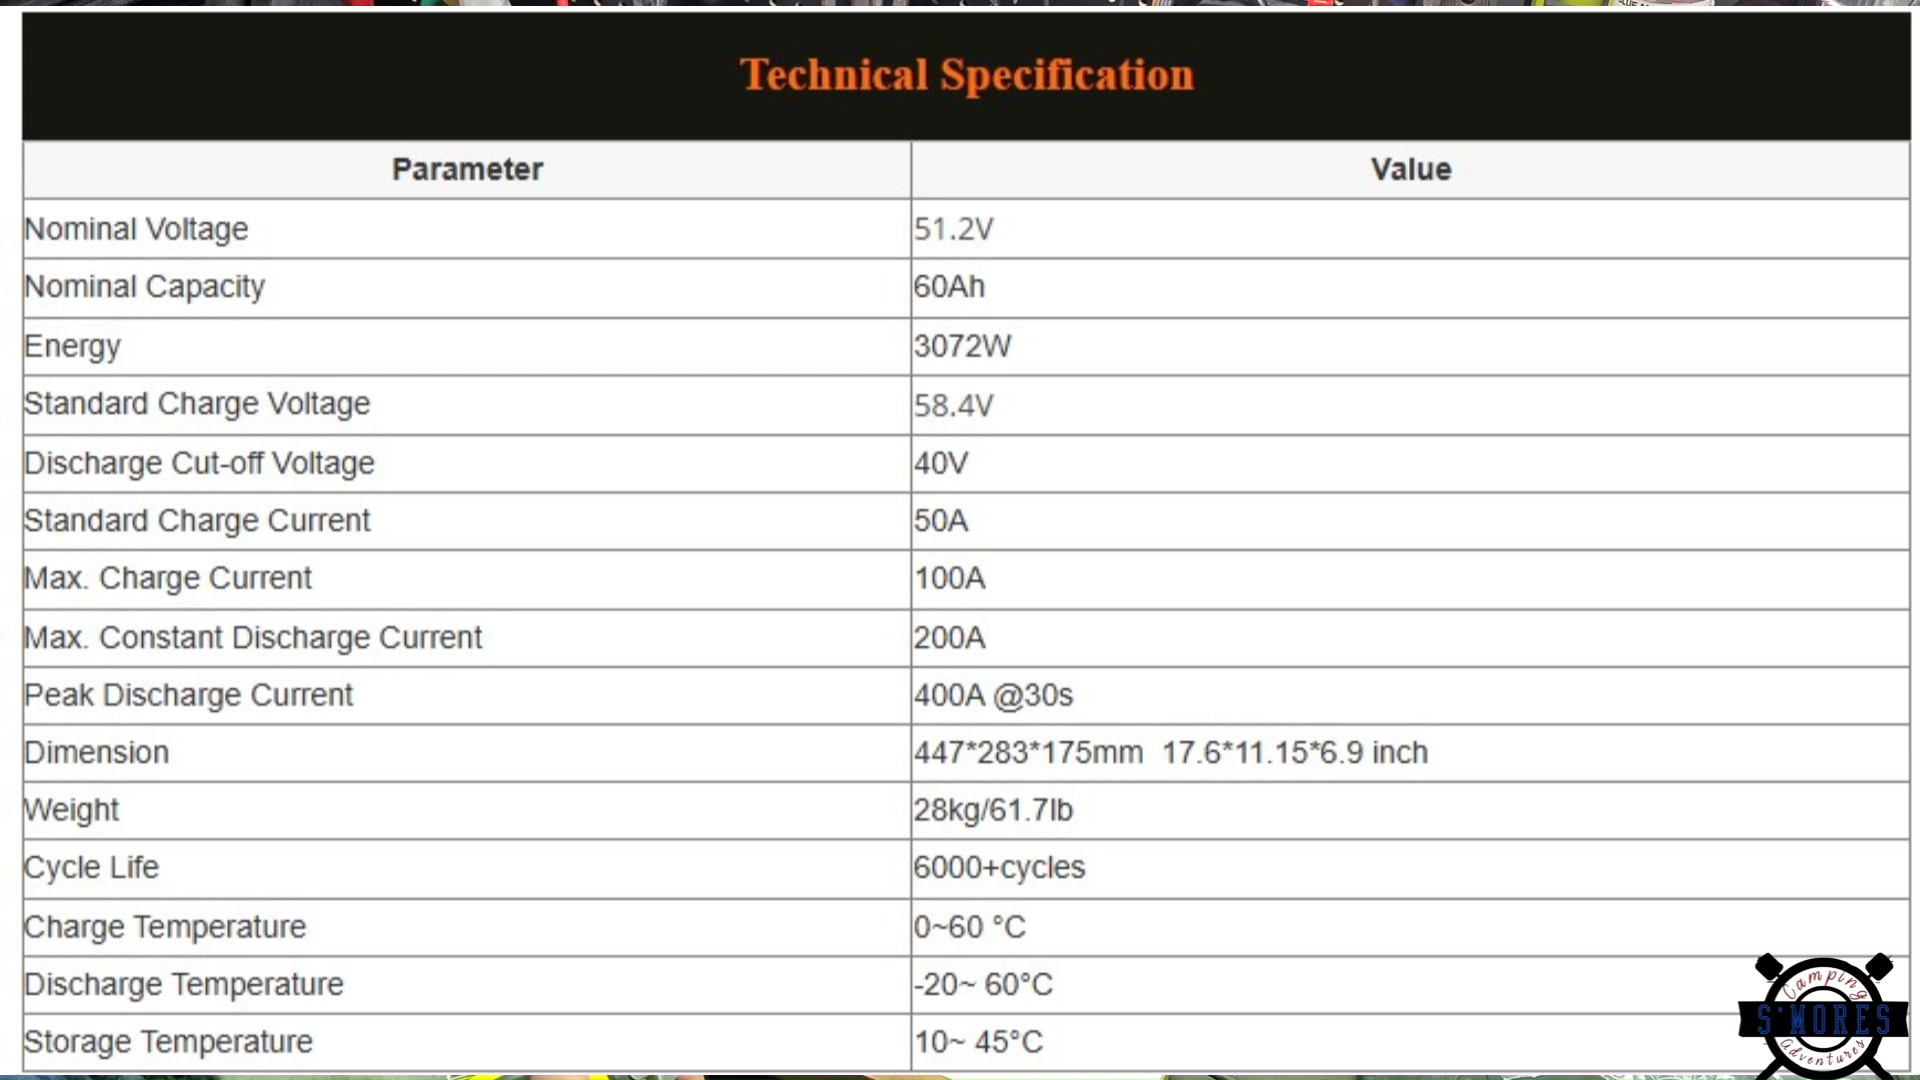 Technical Specification
Parameter Value
Nominal Voltage 51.2V
Nominal Capacity 60Ah
Energy 3072W
Standard Charge Voltage 58.4V
Discharge Cut-off Voltage 40V
Standard Charge Current 50A
Max. Charge Current 100A
Max. Constant Discharge Current 200A
Peak Discharge Current 400A @30s
Dimension 447*283*175mm 17.6*11.15*6.9 inch
Weight 28kg/61.7lb
Cycle Life 6000+cycles
Charge Temperature 0~60 °C
Discharge Temperature -20~ 60°C
Storage Temperature 10~ 45°C
Camping
S'MORES
Adventures